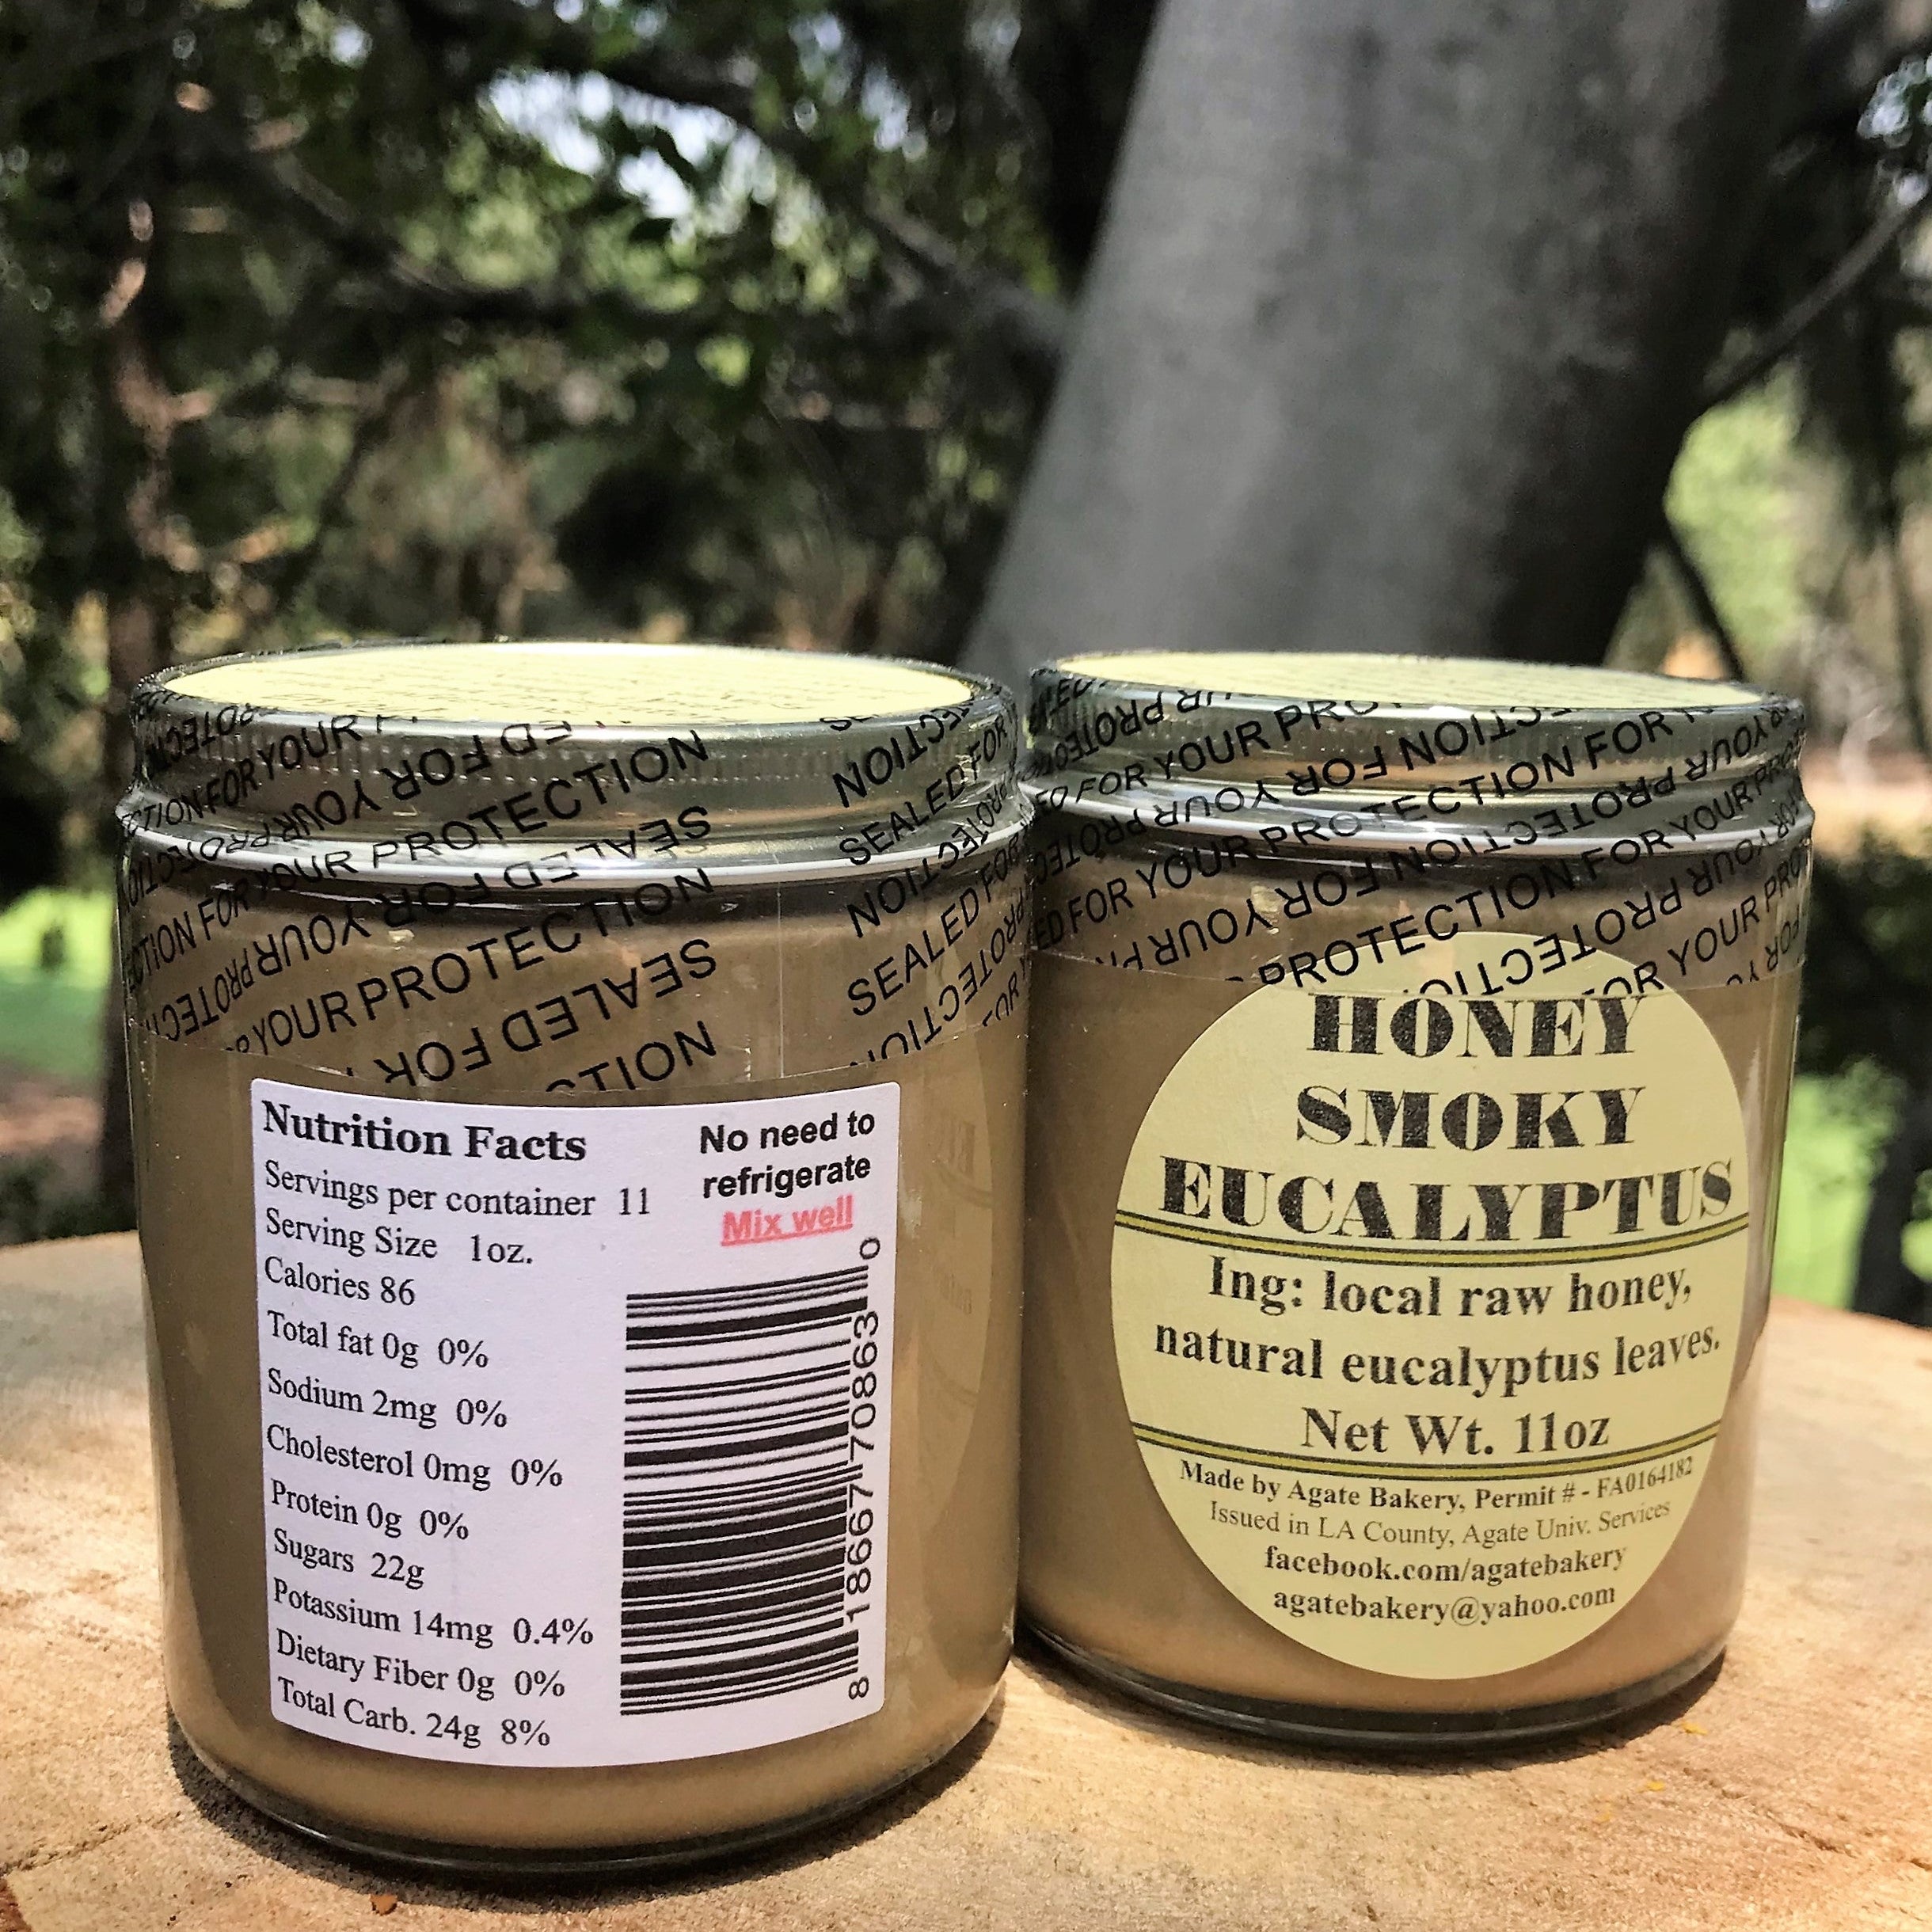 SEALED FOR YOUR PROTECTION
Nutrition Facts
Servings per container 11
Serving Size 1oz.
Calories 86
Total fat 0g 0%
Sodium 2mg 0%
Cholesterol 0mg 0%
Protein 0g 0%
Sugars 22g
Potassium 14mg 0.4%
Dietary Fiber 0g 0%
Total Carb. 24g 8%
No need to
refrigerate
Mix well
8 18667 70863 0
SEALED FOR YOUR PROTECTION
HONEY
SMOKY
EUCALYPTUS
Ing: local raw honey,
natural eucalyptus leaves.
Net Wt. 11oz
Made by Agate Bakery, Permit # - FA0164182
Issued in LA County, Agate Univ. Services
facebook.com/agatebakery
agatebakery@yahoo.com